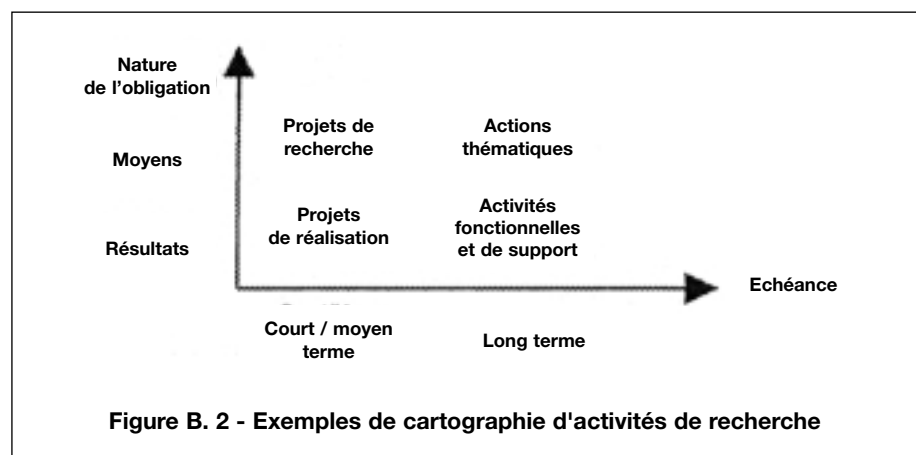 Nature
de l'obligation
Projets de
recherche
Actions
thématiques
Moyens
Projets
de réalisation
Activités
fonctionnelles
et de support
Résultats
Echéance
Court / moyen
terme
Long terme
Figure B. 2 - Exemples de cartographie d'activités de recherche